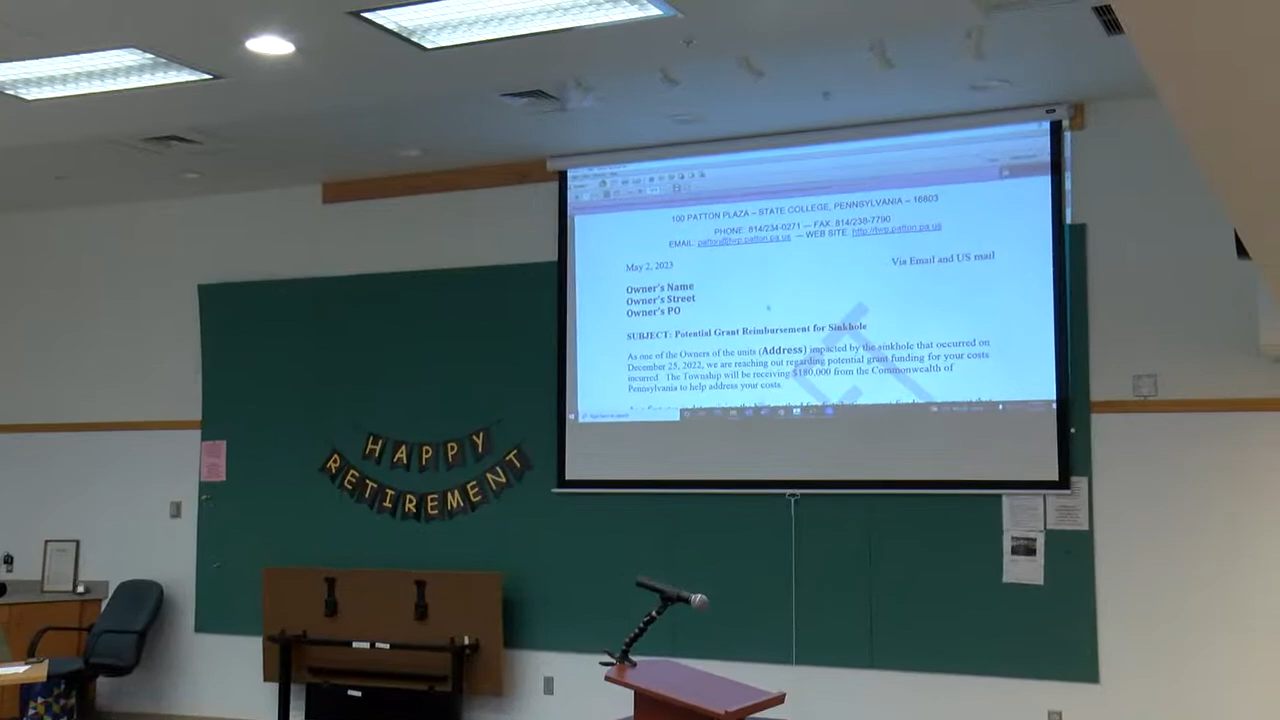 100 PATTON PLAZA – STATE COLLEGE, PENNSYLVANIA – 16803
PHONE: 814/234-0271 — FAX: 814/238-7790
EMAIL: patton@twp.patton.pa.us — WEB SITE: http://twp.patton.pa.us
May 2, 2023
Via Email and US mail
Owner's Name
Owner's Street
Owner's PO
SUBJECT: Potential Grant Reimbursement for Sinkhole
As one of the Owners of the units (Address) impacted by the sinkhole that occurred on
December 25, 2022, we are reaching out regarding potential grant funding for your costs
incurred. The Township will be receiving $180,000 from the Commonwealth of
Pennsylvania to help address your costs.
HAPPY
RETIREMENT